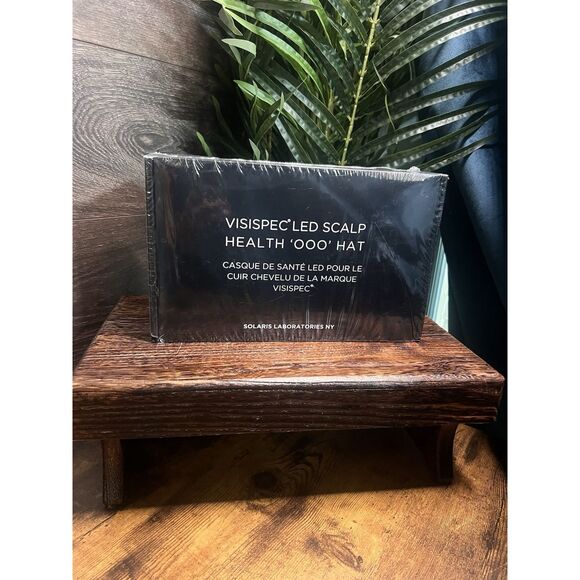 VISISPEC® LED SCALP
HEALTH ‘OOO’ HAT
CASQUE DE SANTÉ LED POUR LE
CUIR CHEVELU DE LA MARQUE
VISISPEC®
SOLARIS LABORATORIES NY